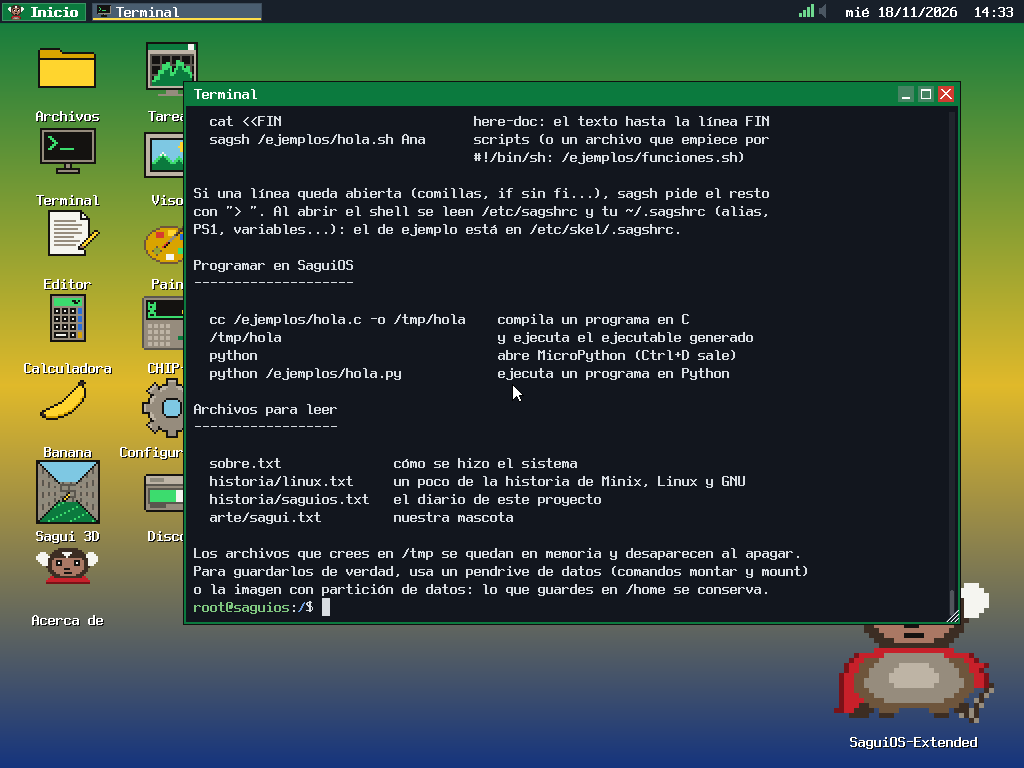 Inicio
Terminal
mié 18/11/2026 14:33
Archivos
Terminal
Editor
Calculadora
Banana
Sagui 3D
Acerca de
Tarea
Viso
Pain
CHIP-
Configur
Disco
Terminal
cat <<FIN here-doc: el texto hasta la línea FIN
sagsh /ejemplos/hola.sh Ana scripts (o un archivo que empiece por
#!/bin/sh: /ejemplos/funciones.sh)
Si una línea queda abierta (comillas, if sin fi...), sagsh pide el resto
con "> ". Al abrir el shell se leen /etc/sagshrc y tu ~/.sagshrc (alias,
PS1, variables...): el de ejemplo está en /etc/skel/.sagshrc.
Programar en SaguiOS
--------------------
cc /ejemplos/hola.c -o /tmp/hola compila un programa en C
/tmp/hola y ejecuta el ejecutable generado
python abre MicroPython (Ctrl+D sale)
python /ejemplos/hola.py ejecuta un programa en Python
Archivos para leer
------------------
sobre.txt cómo se hizo el sistema
historia/linux.txt un poco de la historia de Minix, Linux y GNU
historia/saguios.txt el diario de este proyecto
arte/sagui.txt nuestra mascota
Los archivos que crees en /tmp se quedan en memoria y desaparecen al apagar.
Para guardarlos de verdad, usa un pendrive de datos (comandos montar y mount)
o la imagen con partición de datos: lo que guardes en /home se conserva.
root@saguios:/$
SaguiOS-Extended